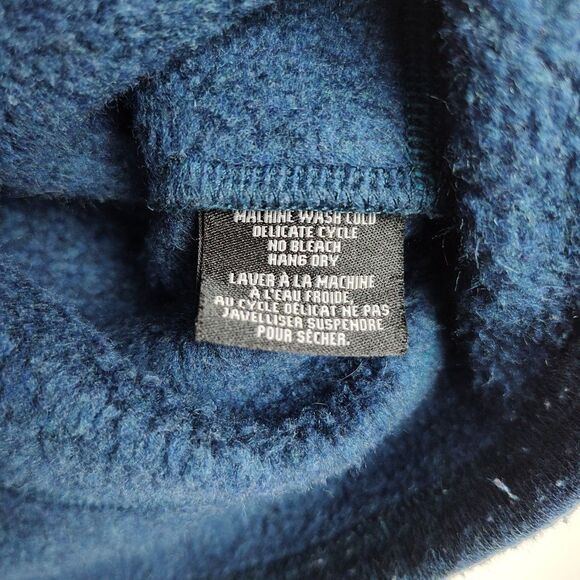 MACHINE WASH COLD
DELICATE CYCLE
NO BLEACH
HANG DRY
LAVER À LA MACHINE
À L'EAU FROIDE.
AU CYCLE DÉLICAT NE PAS
JAVELLISER SUSPENDRE
POUR SÉCHER.